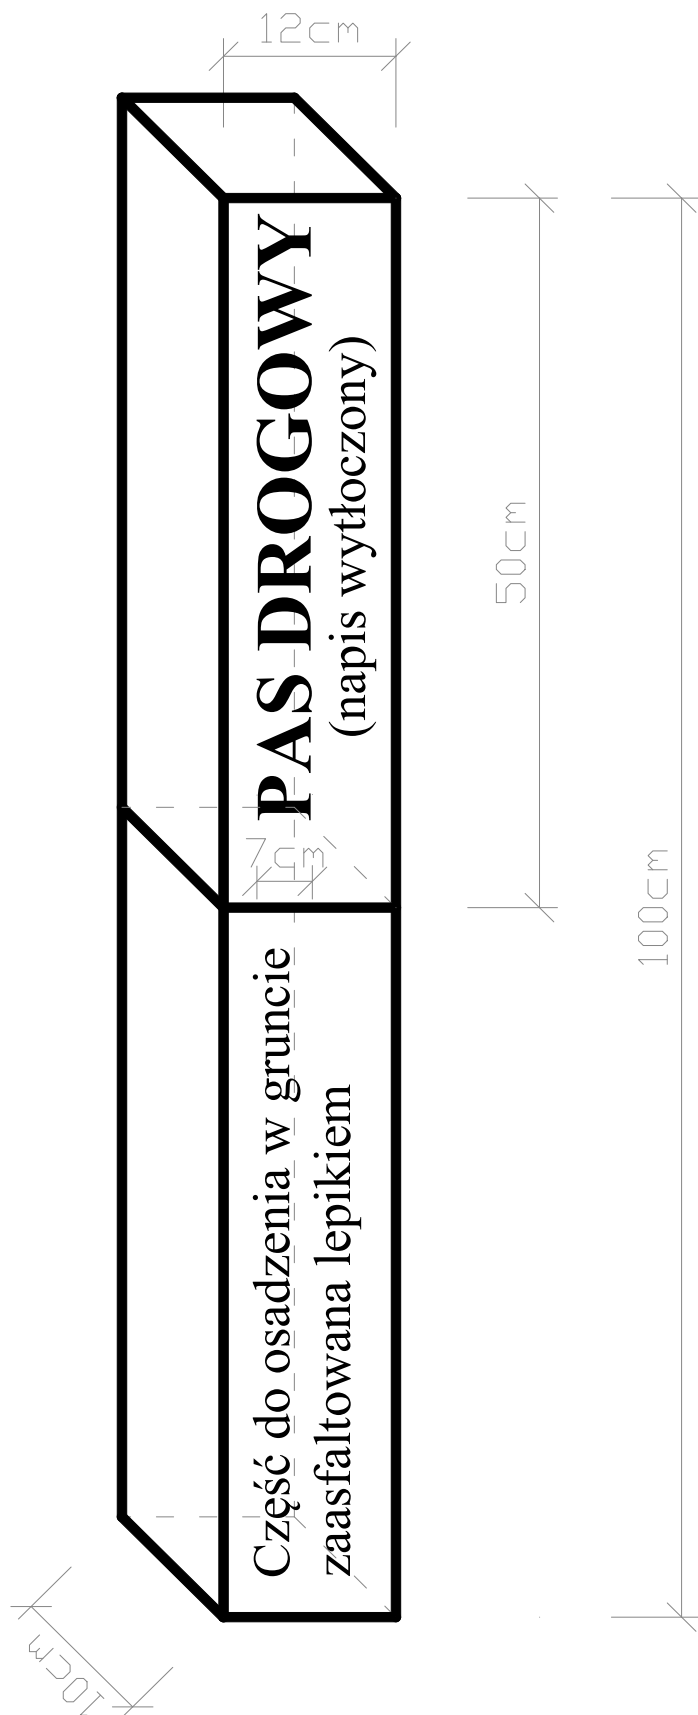 12cm
PAS DROGOWY
(napis wytłoczony)
50cm
7cm
100cm
Część do osadzenia w gruncie
zaasfaltowana lepikiem
10cm